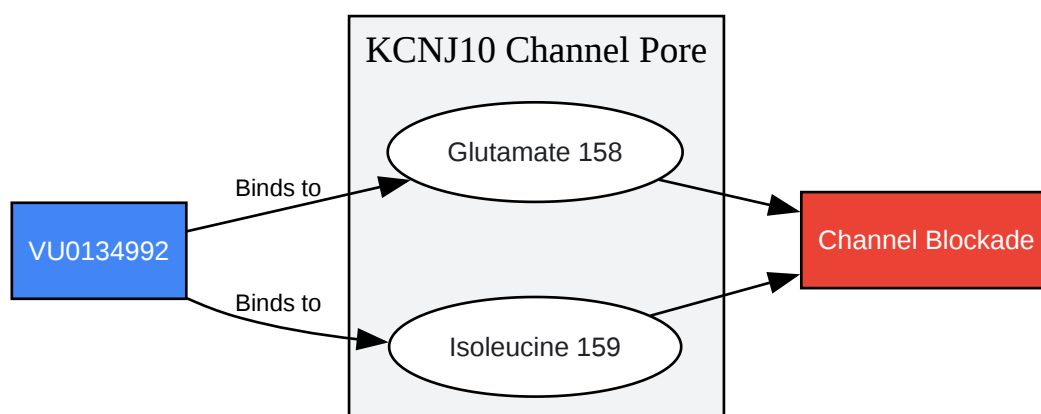 KCNJ10 Channel Pore
Glutamate 158
Binds to
VU0134992
Channel Blockade
Binds to
Isoleucine 159